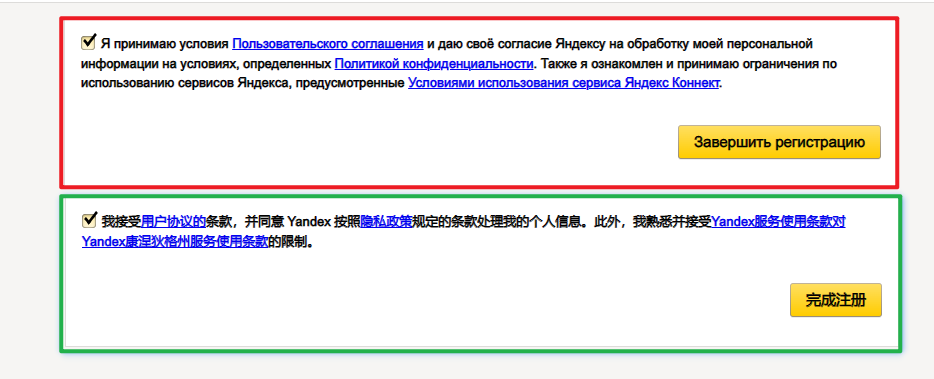 Я принимаю условия Пользовательского соглашения и даю своё согласие Яндексу на обработку моей персональной
информации на условиях, определенных Политикой конфиденциальности. Также я ознакомлен и принимаю ограничения по
использованию сервисов Яндекса, предусмотренные Условиями использования сервиса Яндекс Коннект.
Завершить регистрацию
我接受用户协议的条款，并同意 Yandex 按照隐私政策规定的条款处理我的个人信息。此外，我熟悉并接受Yandex服务使用条款对
Yandex康涅狄格州服务使用条款的限制。
完成注册